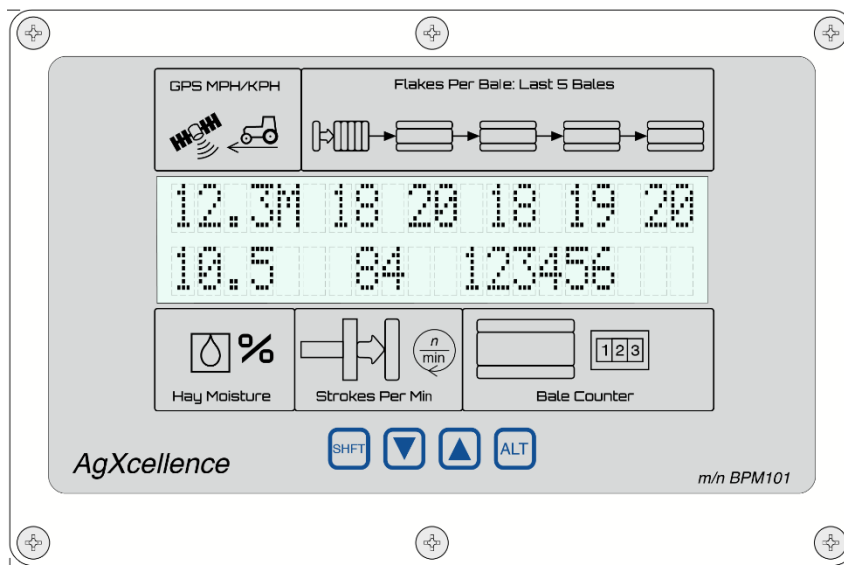 GPS MPH/KPH
Flakes Per Bale: Last 5 Bales
12.3M 18 20 18 19 20
10.5 84 123456
%
n
min
123
Hay Moisture
Strokes Per Min
Bale Counter
SHFT
ALT
AgXcellence
m/n BPM101